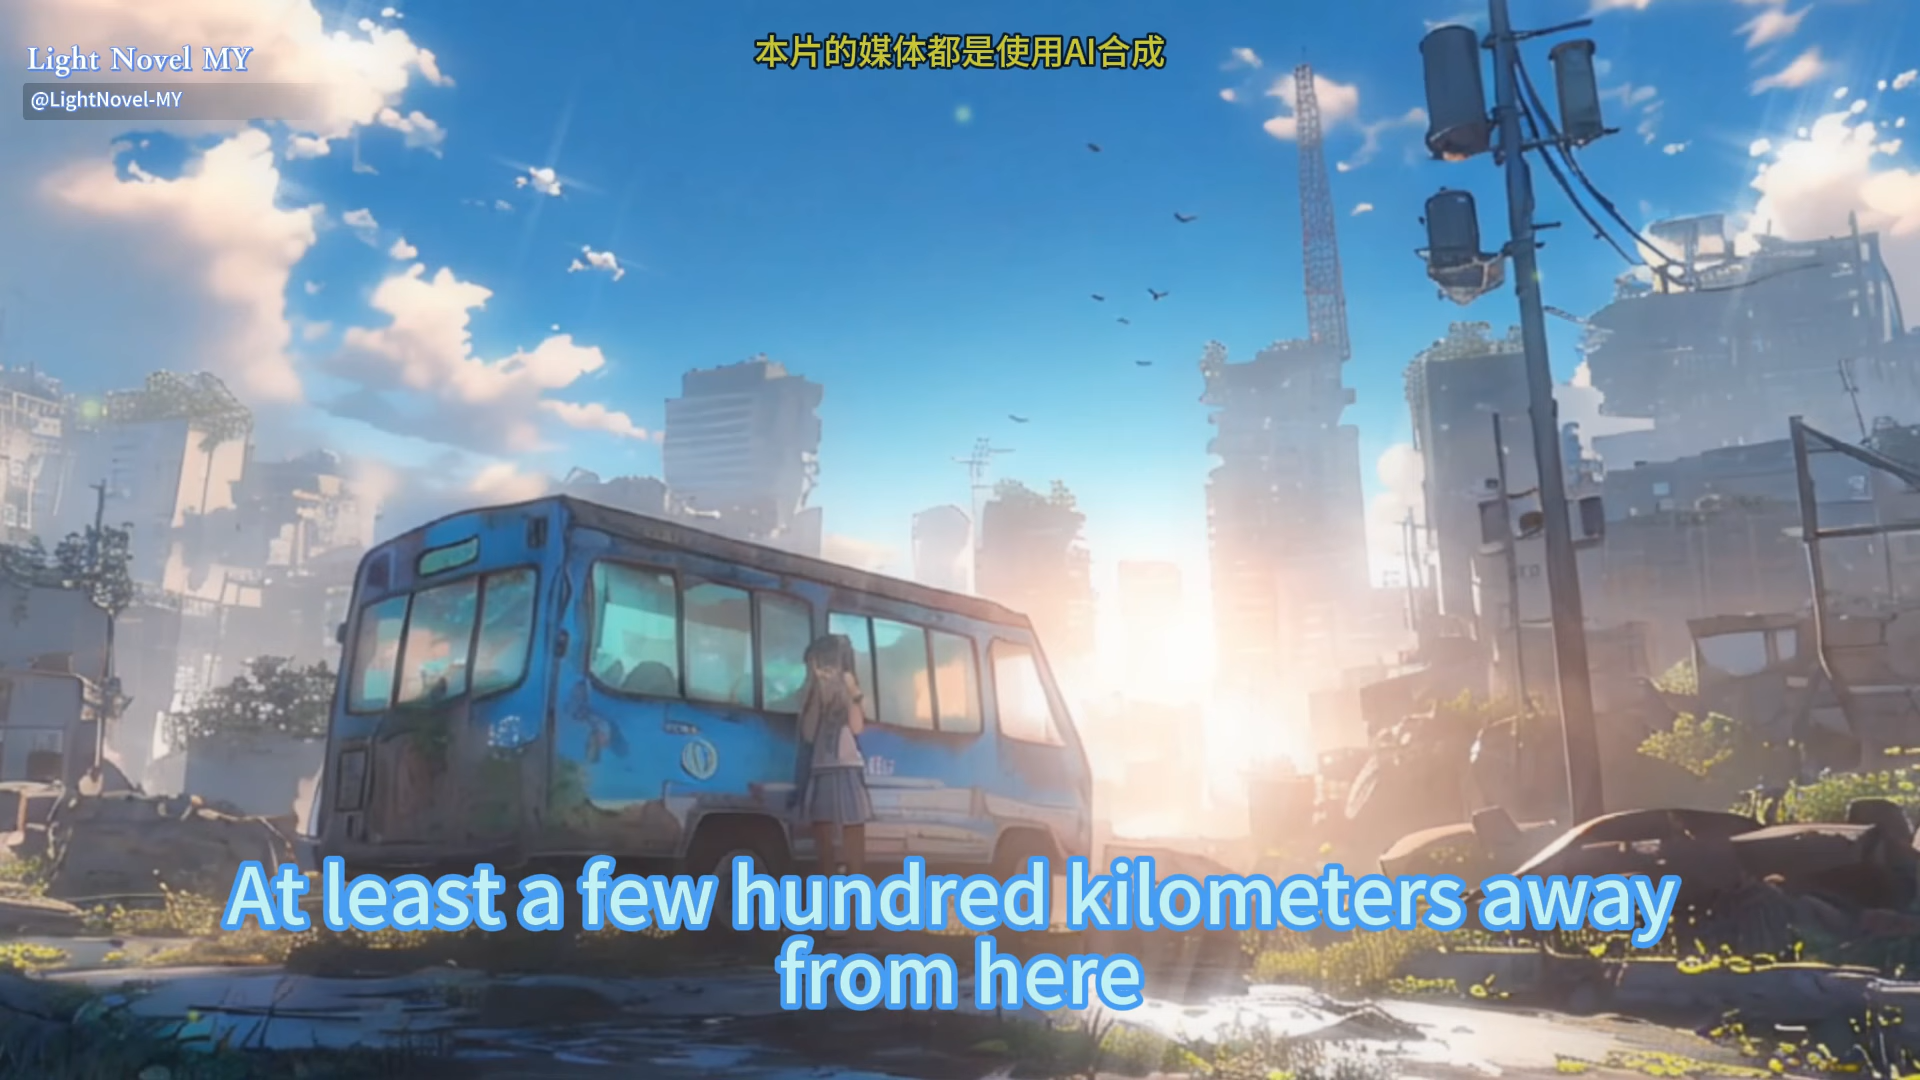 本片的媒体都是使用AI合成
Light Novel MY
@LightNovel-MY
At least a few hundred kilometers away
from here